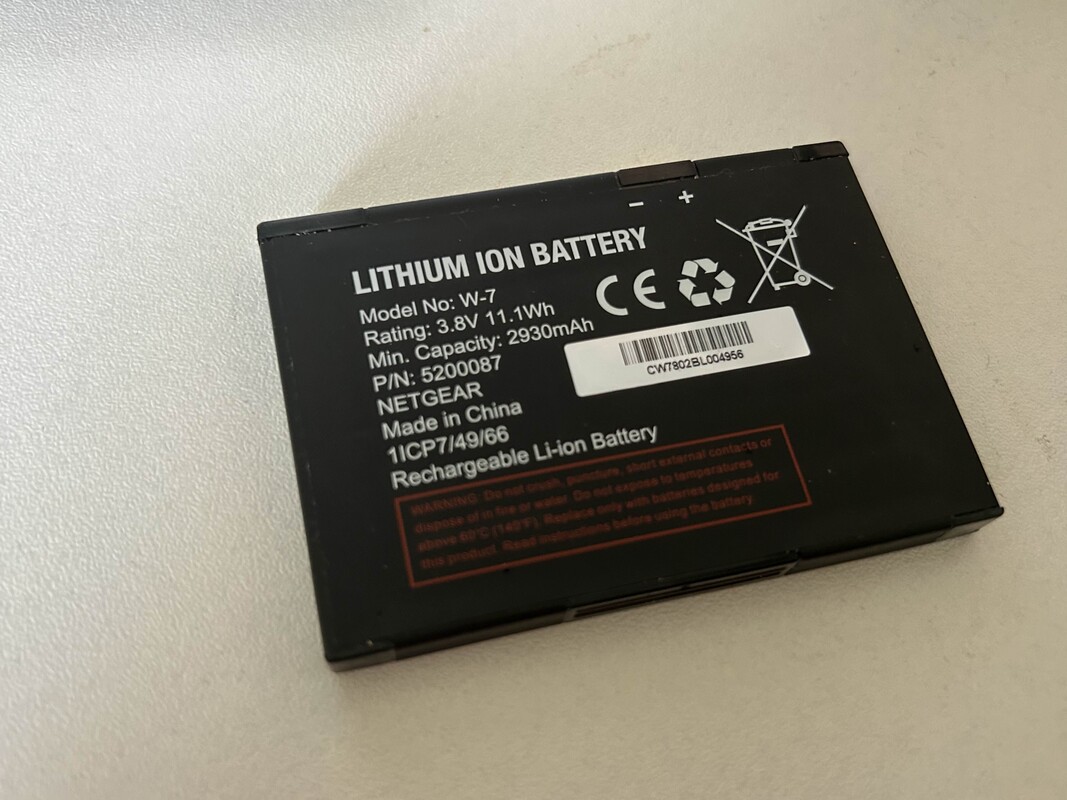 − +
LITHIUM ION BATTERY
Model No: W-7
Rating: 3.8V 11.1Wh
Min. Capacity: 2930mAh
P/N: 5200087
NETGEAR
Made in China
1ICP7/49/66
Rechargeable Li-ion Battery
CE
CW7802BL004956
WARNING: Do not crush, puncture, short external contacts or
dispose of in fire or water. Do not expose to temperatures
above 60°C (140°F). Replace only with batteries designed for
this product. Read instructions before using the battery.